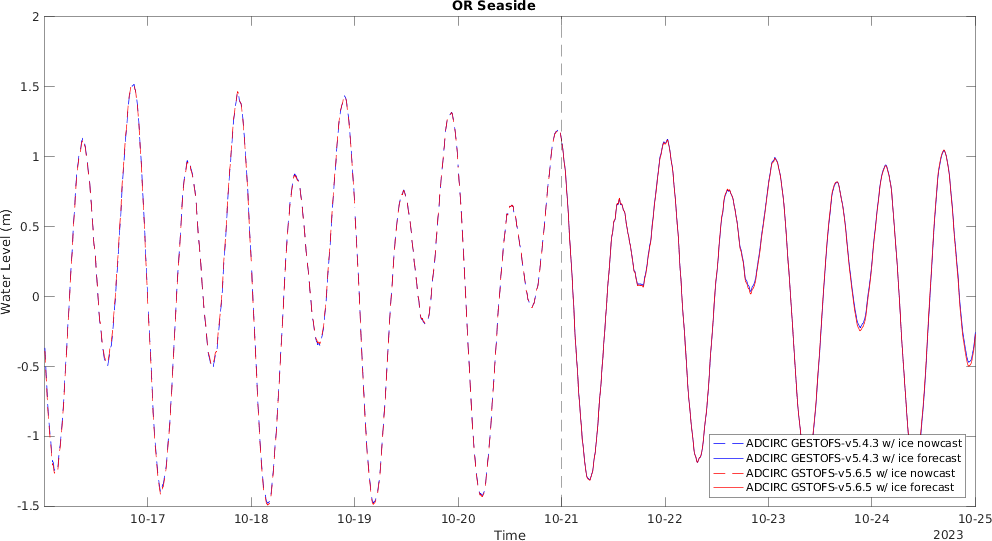 OR Seaside
2
1.5
1
0.5
0
-0.5
-1
-1.5
Water Level (m)
10-17
10-18
10-19
10-20
10-21
10-22
10-23
10-24
10-25
Time
2023
ADCIRC GESTOFS-v5.4.3 w/ ice nowcast
ADCIRC GESTOFS-v5.4.3 w/ ice forecast
ADCIRC GSTOFS-v5.6.5 w/ ice nowcast
ADCIRC GSTOFS-v5.6.5 w/ ice forecast